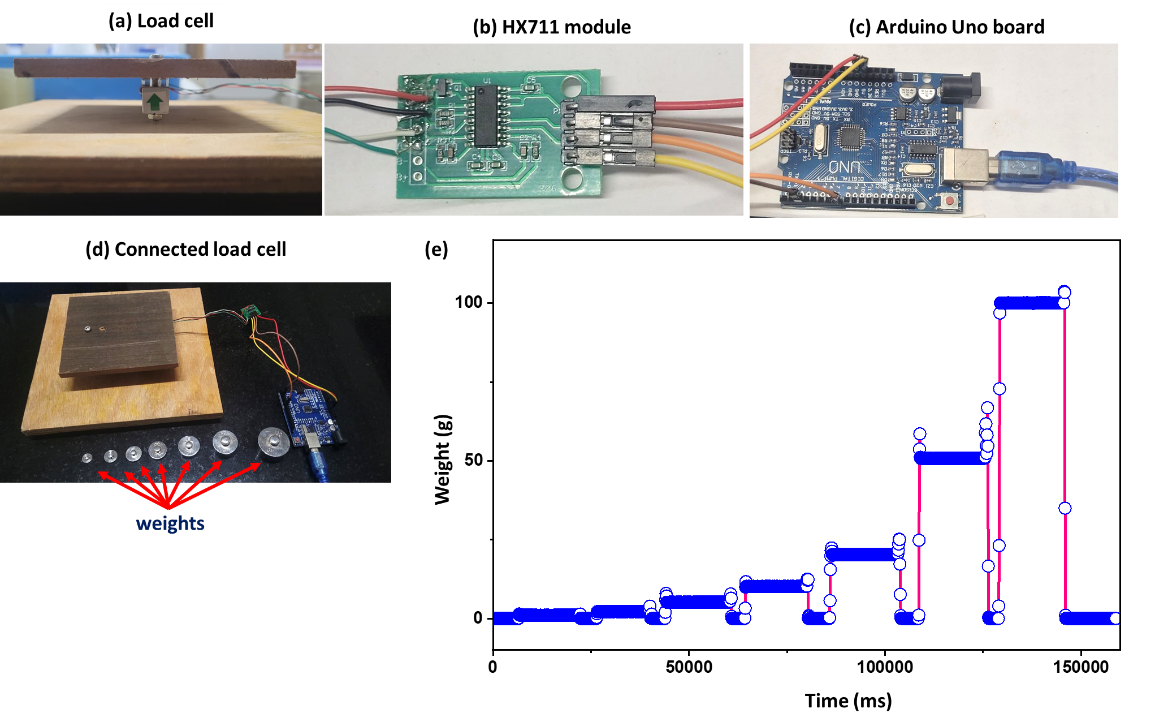 (a) Load cell
(b) HX711 module
(c) Arduino Uno board
U1
UNO
(d) Connected load cell
weights
(e)
Weight (g)
100
50
0
0
50000
100000
150000
Time (ms)